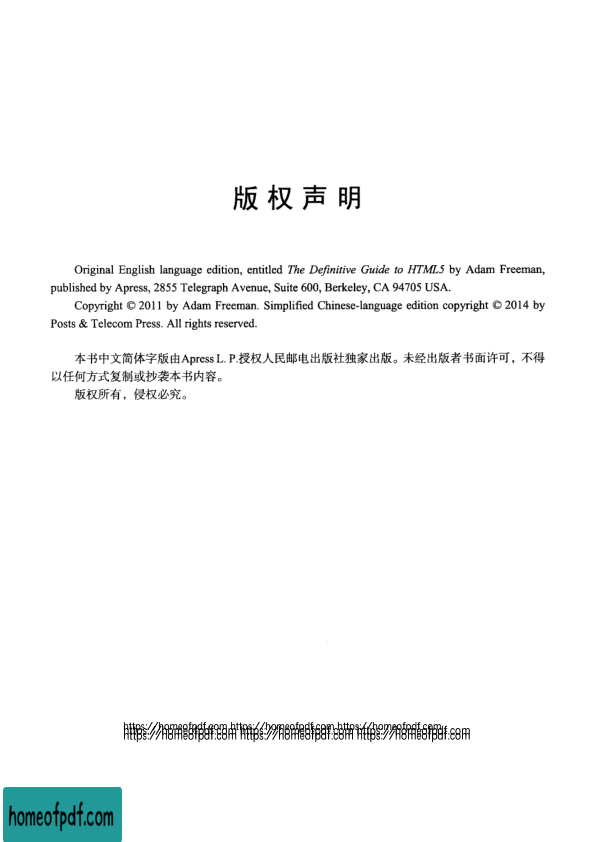 版权声明
Original English language edition, entitled The Definitive Guide to HTML5 by Adam Freeman,
published by Apress, 2855 Telegraph Avenue, Suite 600, Berkeley, CA 94705 USA.
Copyright © 2011 by Adam Freeman. Simplified Chinese-language edition copyright © 2014 by
Posts & Telecom Press. All rights reserved.
本书中文简体字版由Apress L. P.授权人民邮电出版社独家出版。未经出版者书面许可，不得
以任何方式复制或抄袭本书内容。
版权所有，侵权必究。
https://homeofpdf.com https://homeofpdf.com https://homeofpdf.com
https://homeofpdf.com https://homeofpdf.com https://homeofpdf.com
homeofpdf.com